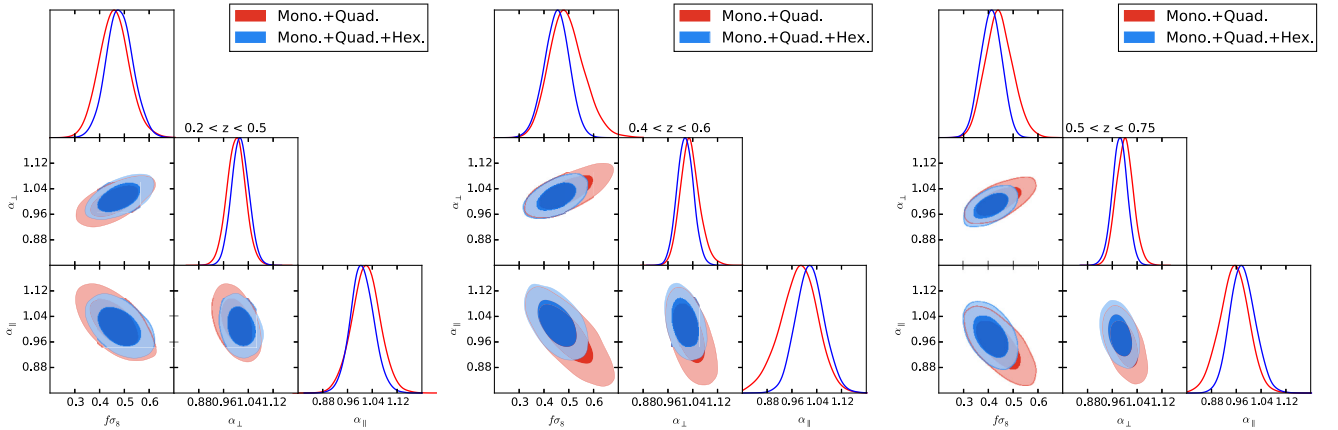 Mono.+Quad.
Mono.+Quad.+Hex.
0.2 < z < 0.5
1.12
1.04
0.96
0.88
α⊥
1.12
1.04
0.96
0.88
α∥
0.3 0.4 0.5 0.6
0.880.961.041.12
0.88 0.961.04 1.12
fσ8
α⊥
α∥
Mono.+Quad.
Mono.+Quad.+Hex.
0.4 < z < 0.6
1.12
1.04
0.96
0.88
α⊥
1.12
1.04
0.96
0.88
α∥
0.3 0.4 0.5 0.6
0.880.961.041.12
0.88 0.961.04 1.12
fσ8
α⊥
α∥
Mono.+Quad.
Mono.+Quad.+Hex.
0.5 < z < 0.75
1.12
1.04
0.96
0.88
α⊥
1.12
1.04
0.96
0.88
α∥
0.3 0.4 0.5 0.6
0.880.961.041.12
0.88 0.961.04 1.12
fσ8
α⊥
α∥